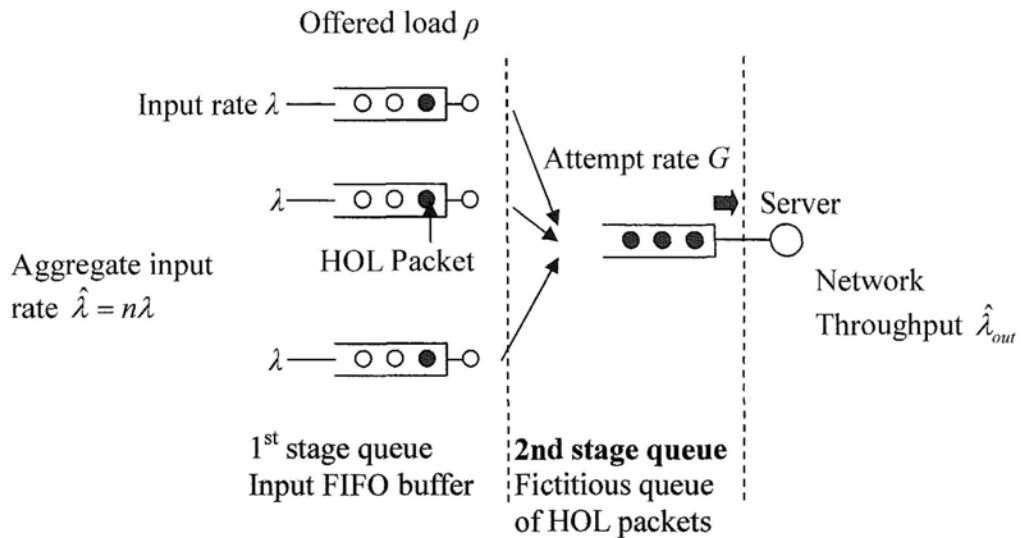 Offered load ρ
Input rate λ
Attempt rate G
λ
Server
HOL Packet
Aggregate input
rate λ̂ = nλ
Network
Throughput λ̂_out
λ
1st stage queue
Input FIFO buffer
2nd stage queue
Fictitious queue
of HOL packets